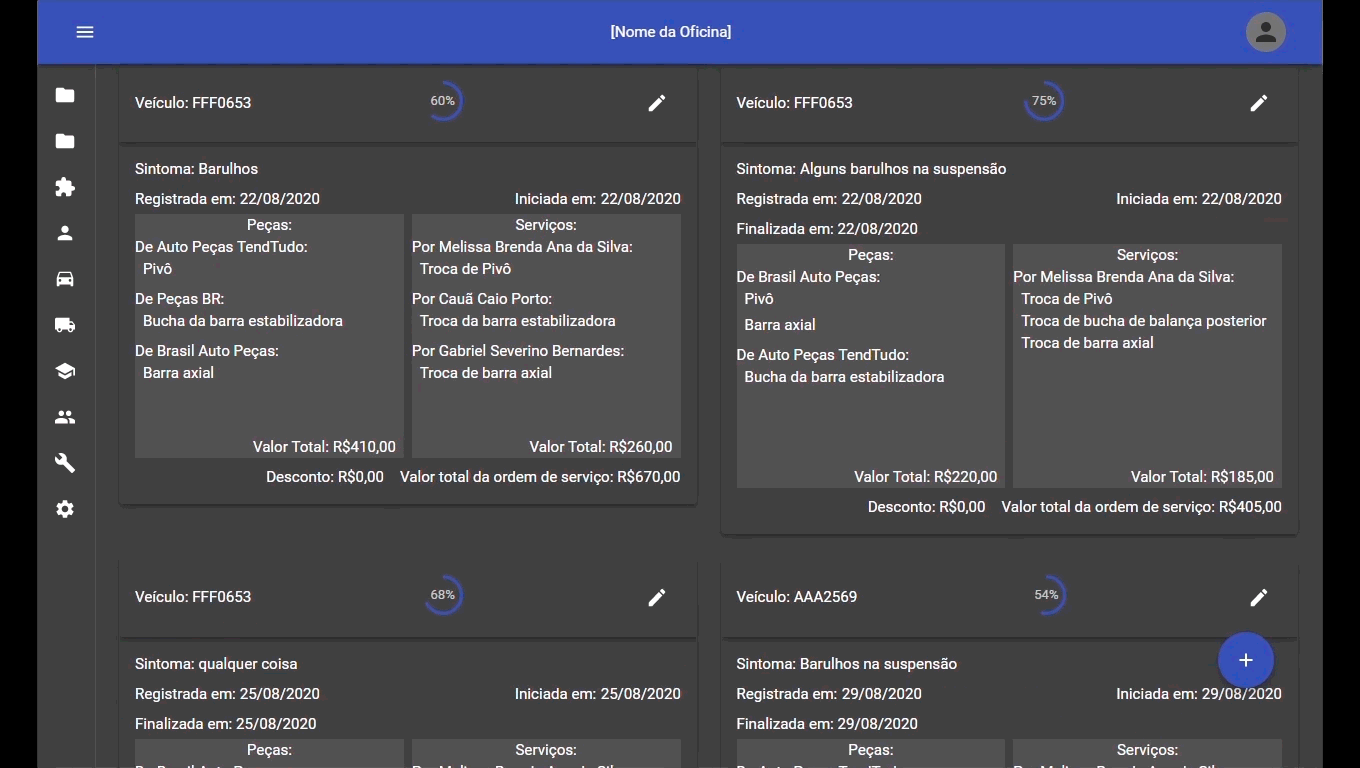 [Nome da Oficina]
Veículo: FFF0653
60%
Sintoma: Barulhos
Registrada em: 22/08/2020
Iniciada em: 22/08/2020
Peças:
De Auto Peças TendTudo:
Pivô
De Peças BR:
Bucha da barra estabilizadora
De Brasil Auto Peças:
Barra axial
Valor Total: R$410,00
Serviços:
Por Melissa Brenda Ana da Silva:
Troca de Pivô
Por Cauã Caio Porto:
Troca da barra estabilizadora
Por Gabriel Severino Bernardes:
Troca de barra axial
Valor Total: R$260,00
Desconto: R$0,00
Valor total da ordem de serviço: R$670,00
Veículo: FFF0653
75%
Sintoma: Alguns barulhos na suspensão
Registrada em: 22/08/2020
Iniciada em: 22/08/2020
Finalizada em: 22/08/2020
Peças:
De Brasil Auto Peças:
Pivô
Barra axial
De Auto Peças TendTudo:
Bucha da barra estabilizadora
Valor Total: R$220,00
Serviços:
Por Melissa Brenda Ana da Silva:
Troca de Pivô
Troca de bucha de balança posterior
Troca de barra axial
Valor Total: R$185,00
Desconto: R$0,00
Valor total da ordem de serviço: R$405,00
Veículo: FFF0653
68%
Sintoma: qualquer coisa
Registrada em: 25/08/2020
Iniciada em: 25/08/2020
Finalizada em: 25/08/2020
Peças:
Serviços:
Veículo: AAA2569
54%
Sintoma: Barulhos na suspensão
Registrada em: 29/08/2020
Iniciada em: 29/08/2020
Finalizada em: 29/08/2020
Peças:
Serviços: